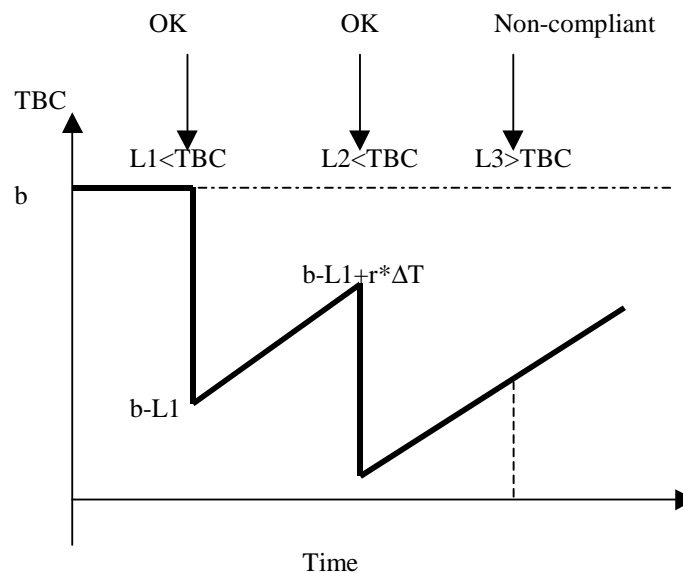 OK OK Non-compliant
TBC
L1<TBC L2<TBC L3>TBC
b
b-L1+r*ΔT
b-L1
Time